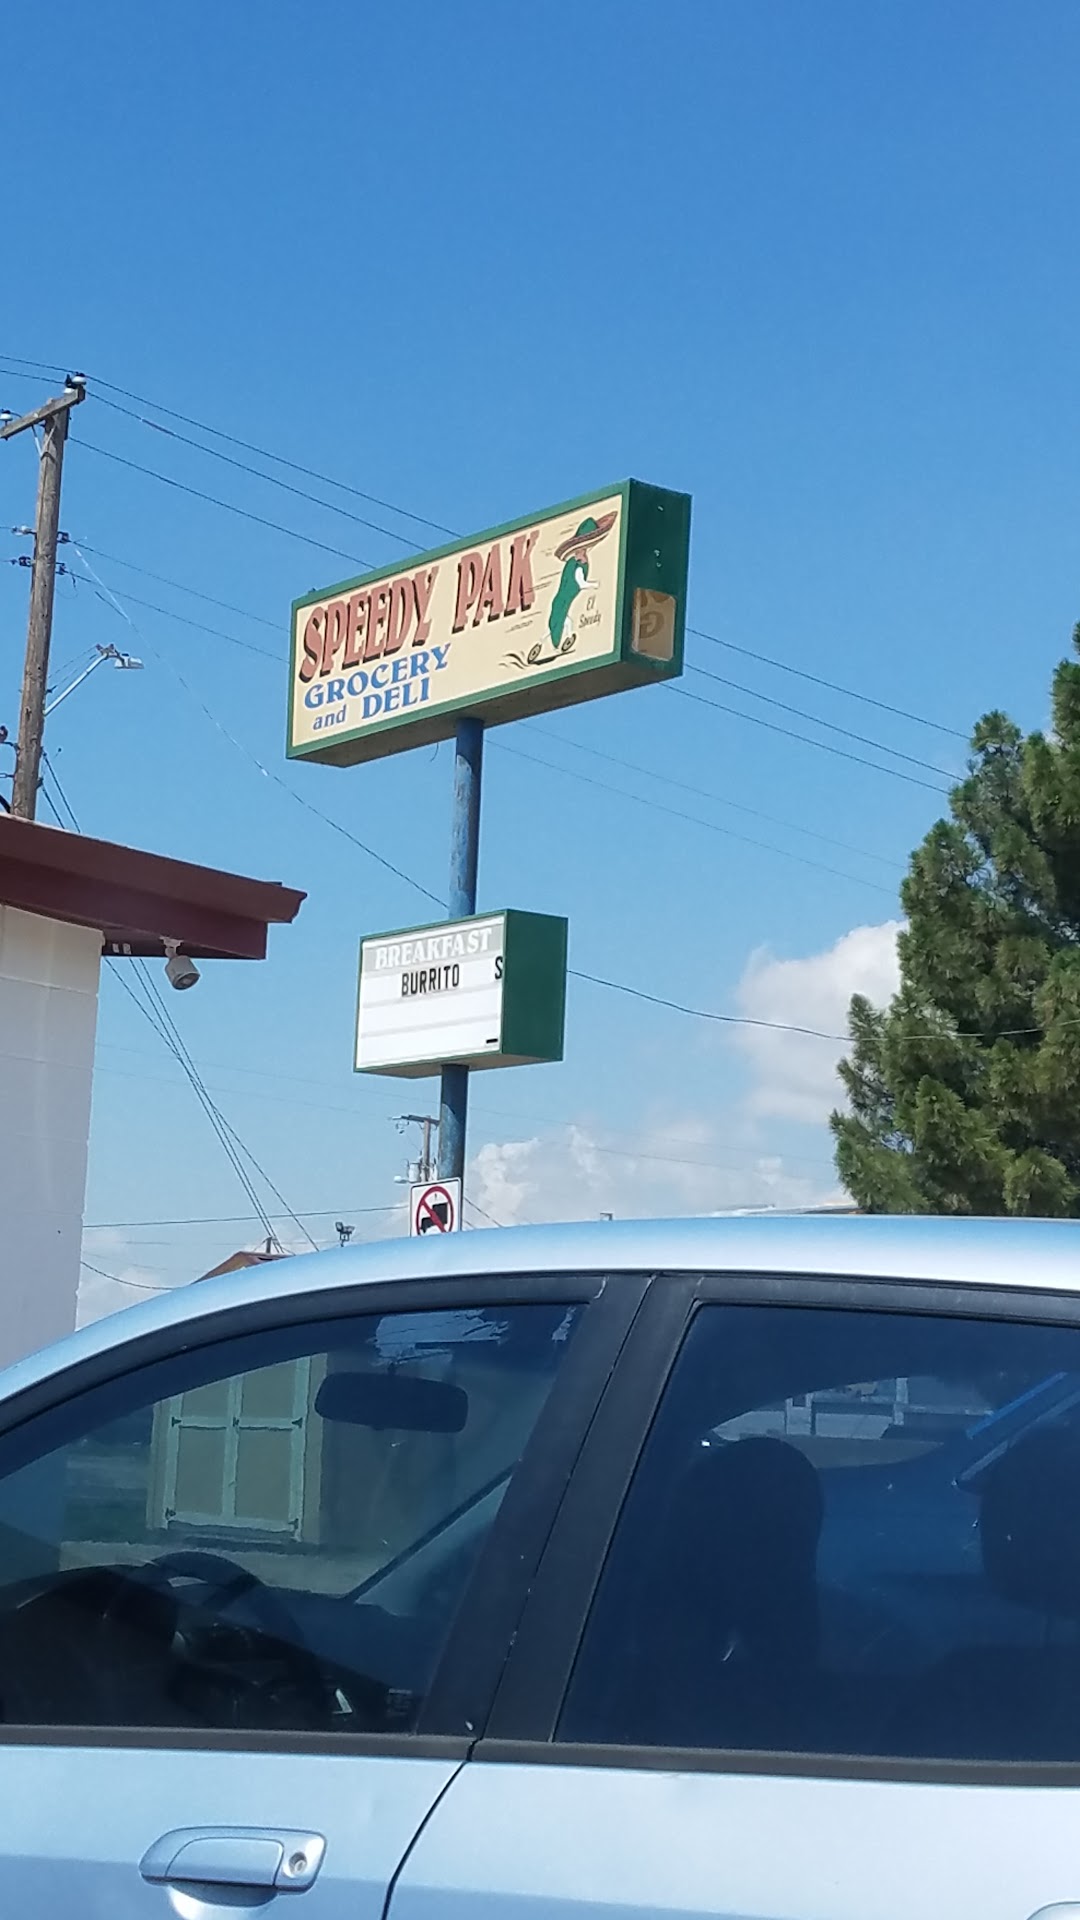 SPEEDY PAK
GROCERY
and DELI
El
Speedy
G
BREAKFAST
BURRITO S